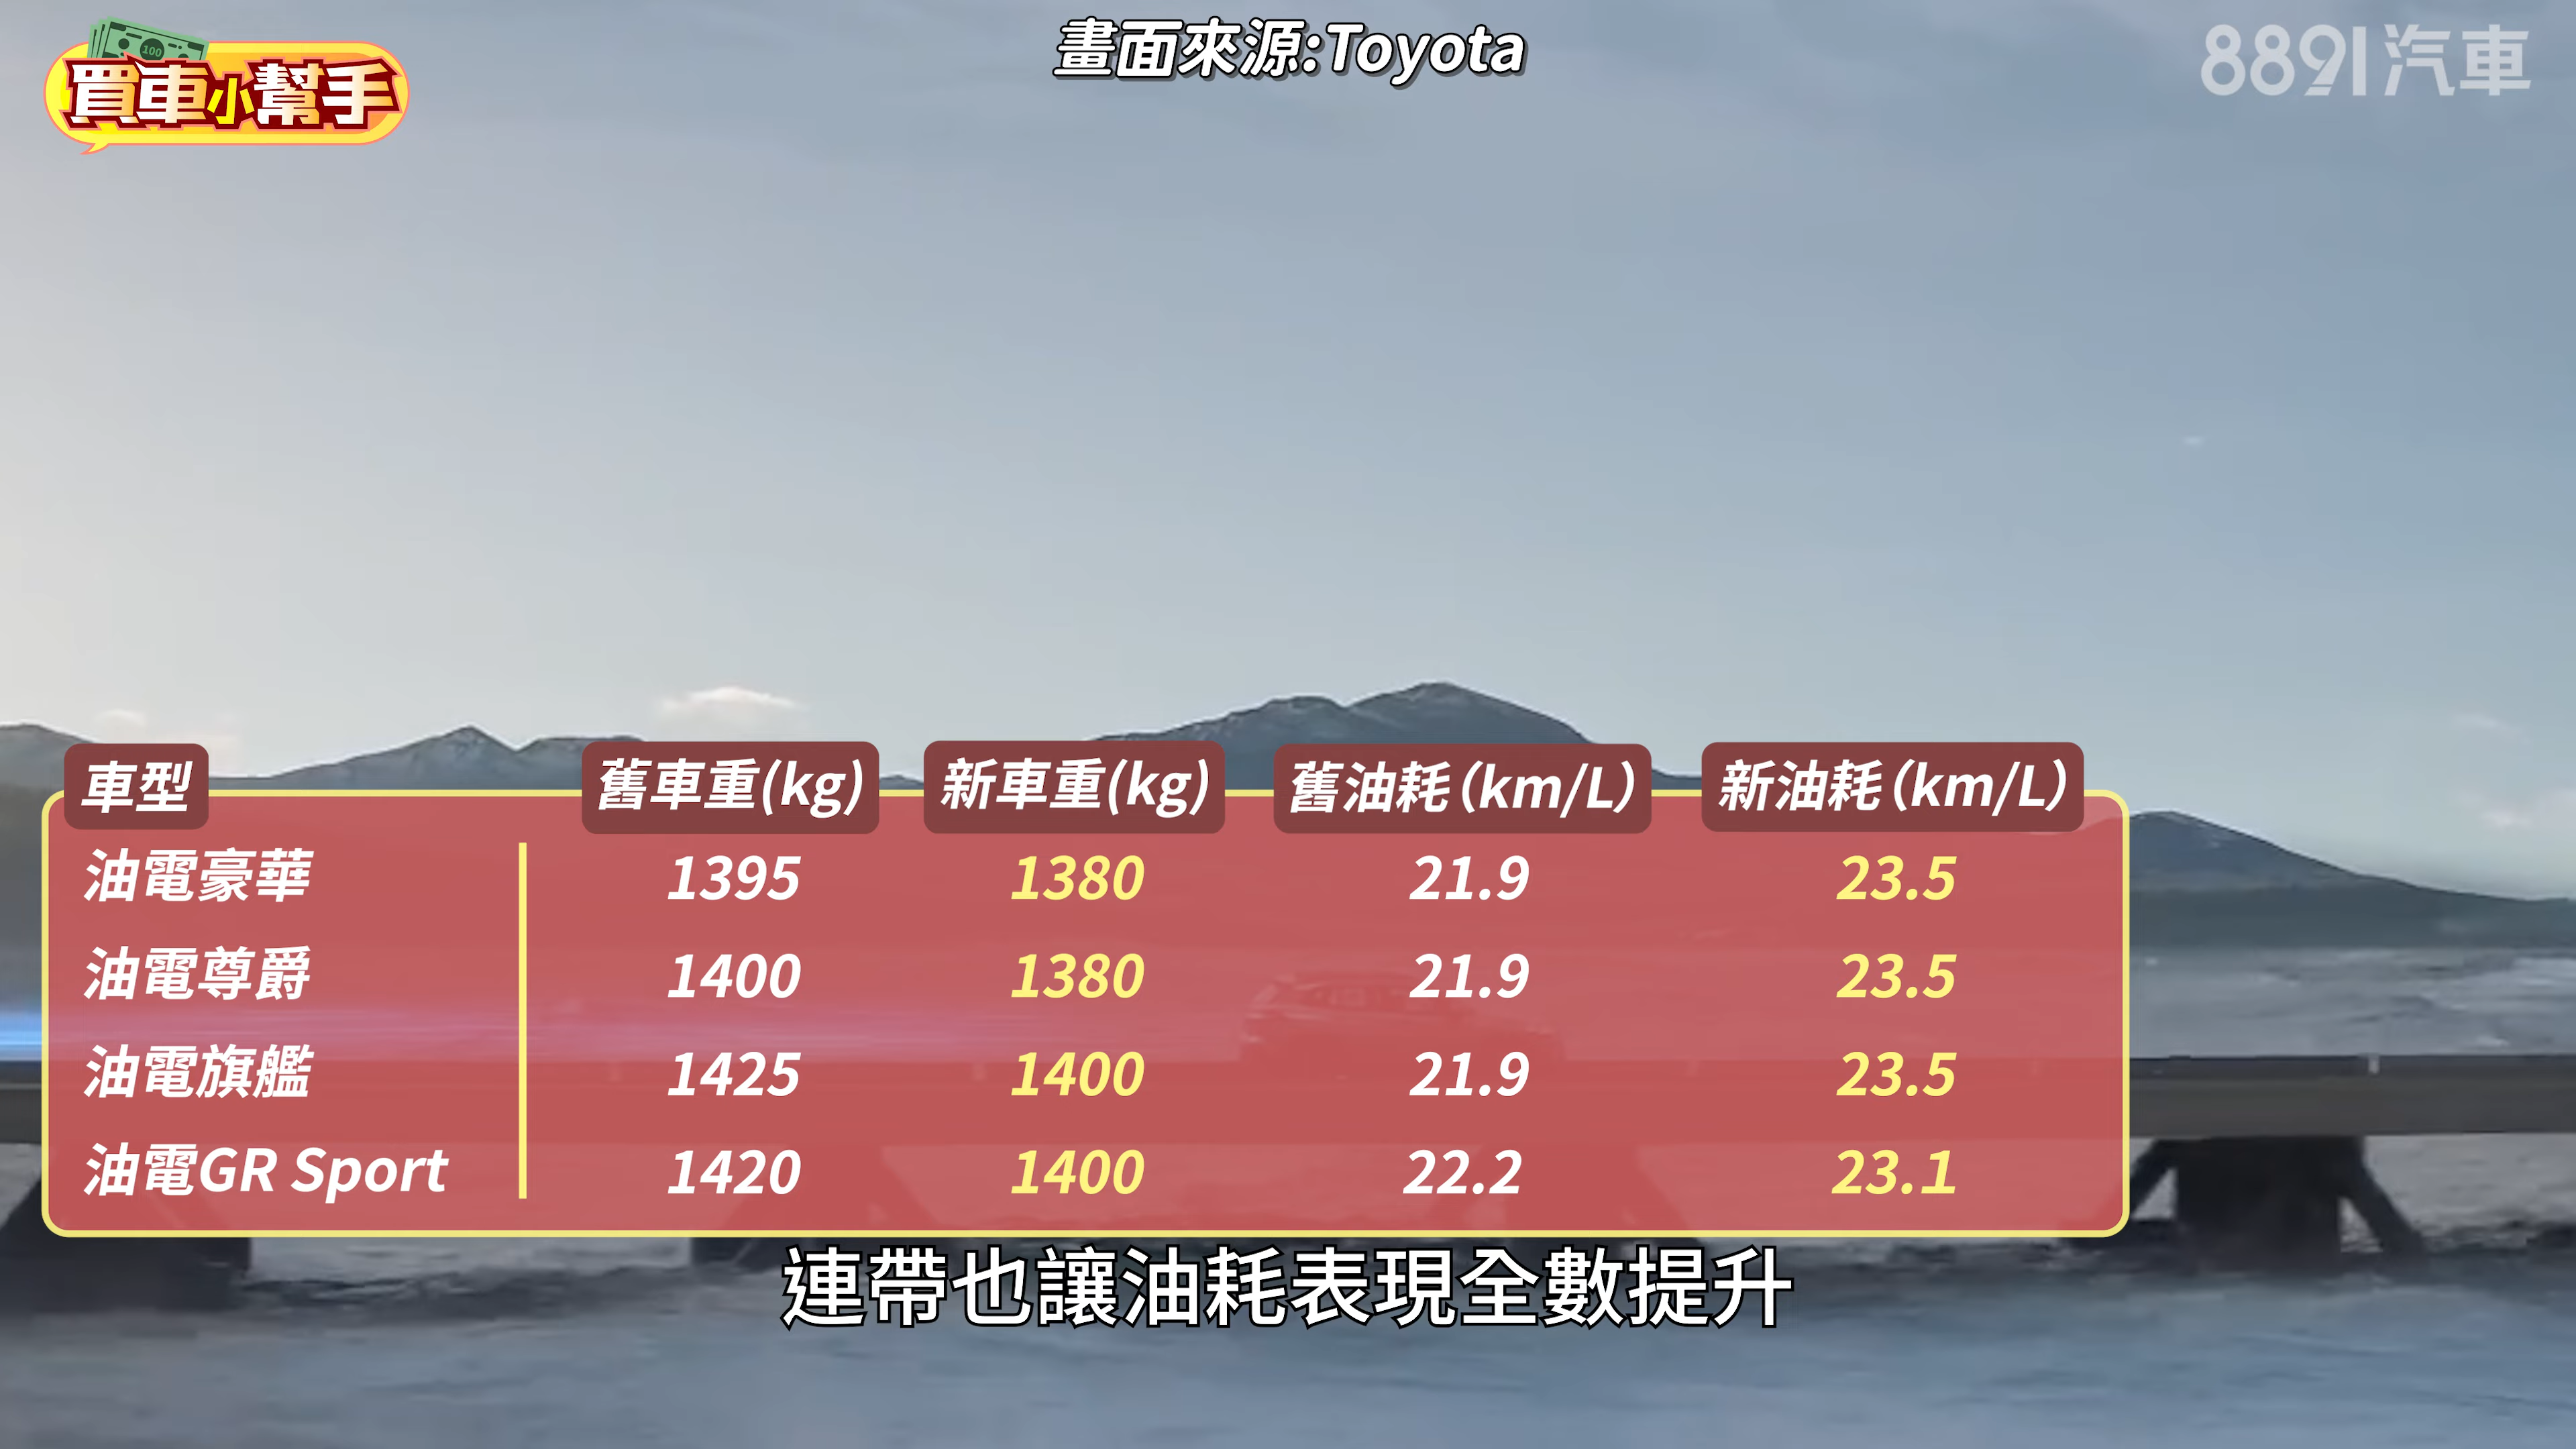 100
買車小幫手
畫面來源:Toyota
8891汽車
車型 舊車重(kg) 新車重(kg) 舊油耗(km/L) 新油耗(km/L)
油電豪華 1395 1380 21.9 23.5
油電尊爵 1400 1380 21.9 23.5
油電旗艦 1425 1400 21.9 23.5
油電GR Sport 1420 1400 22.2 23.1
連帶也讓油耗表現全數提升